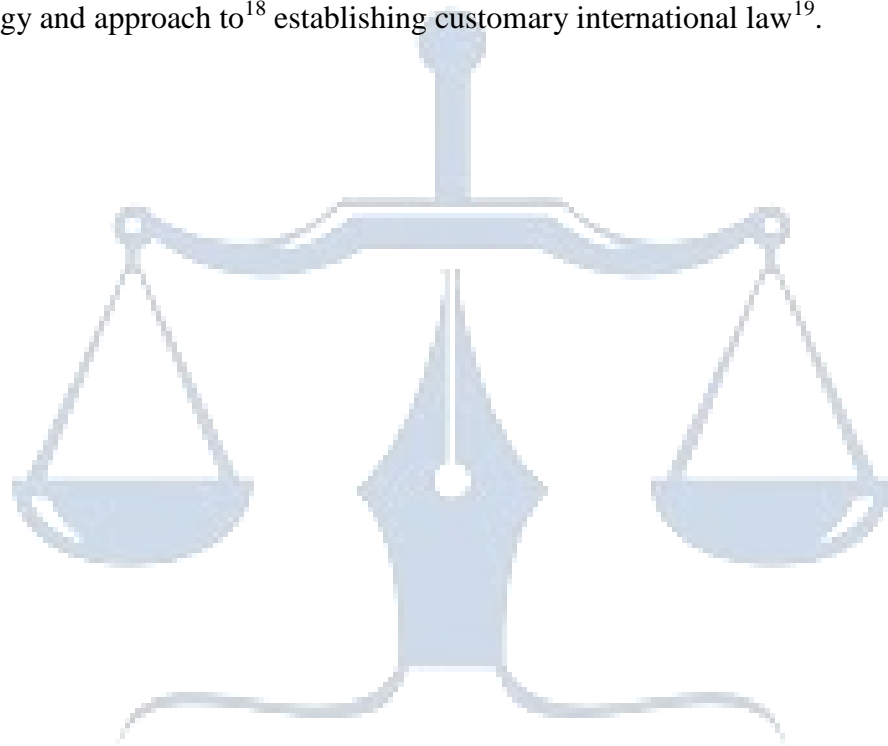 gy and approach to¹⁸ establishing customary international law¹⁹.